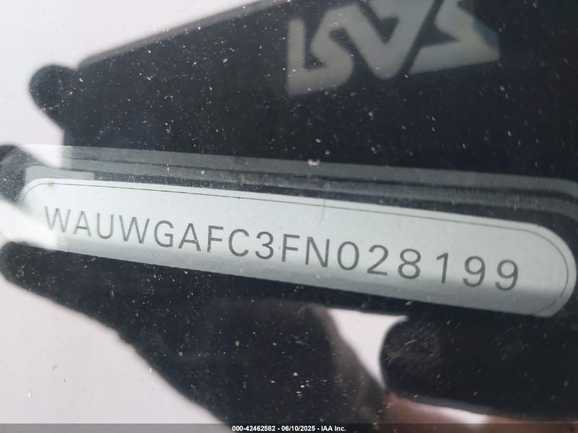 WAUWGAFC3FN028199
000-42462582 - 06/10/2025 - IAA Inc.